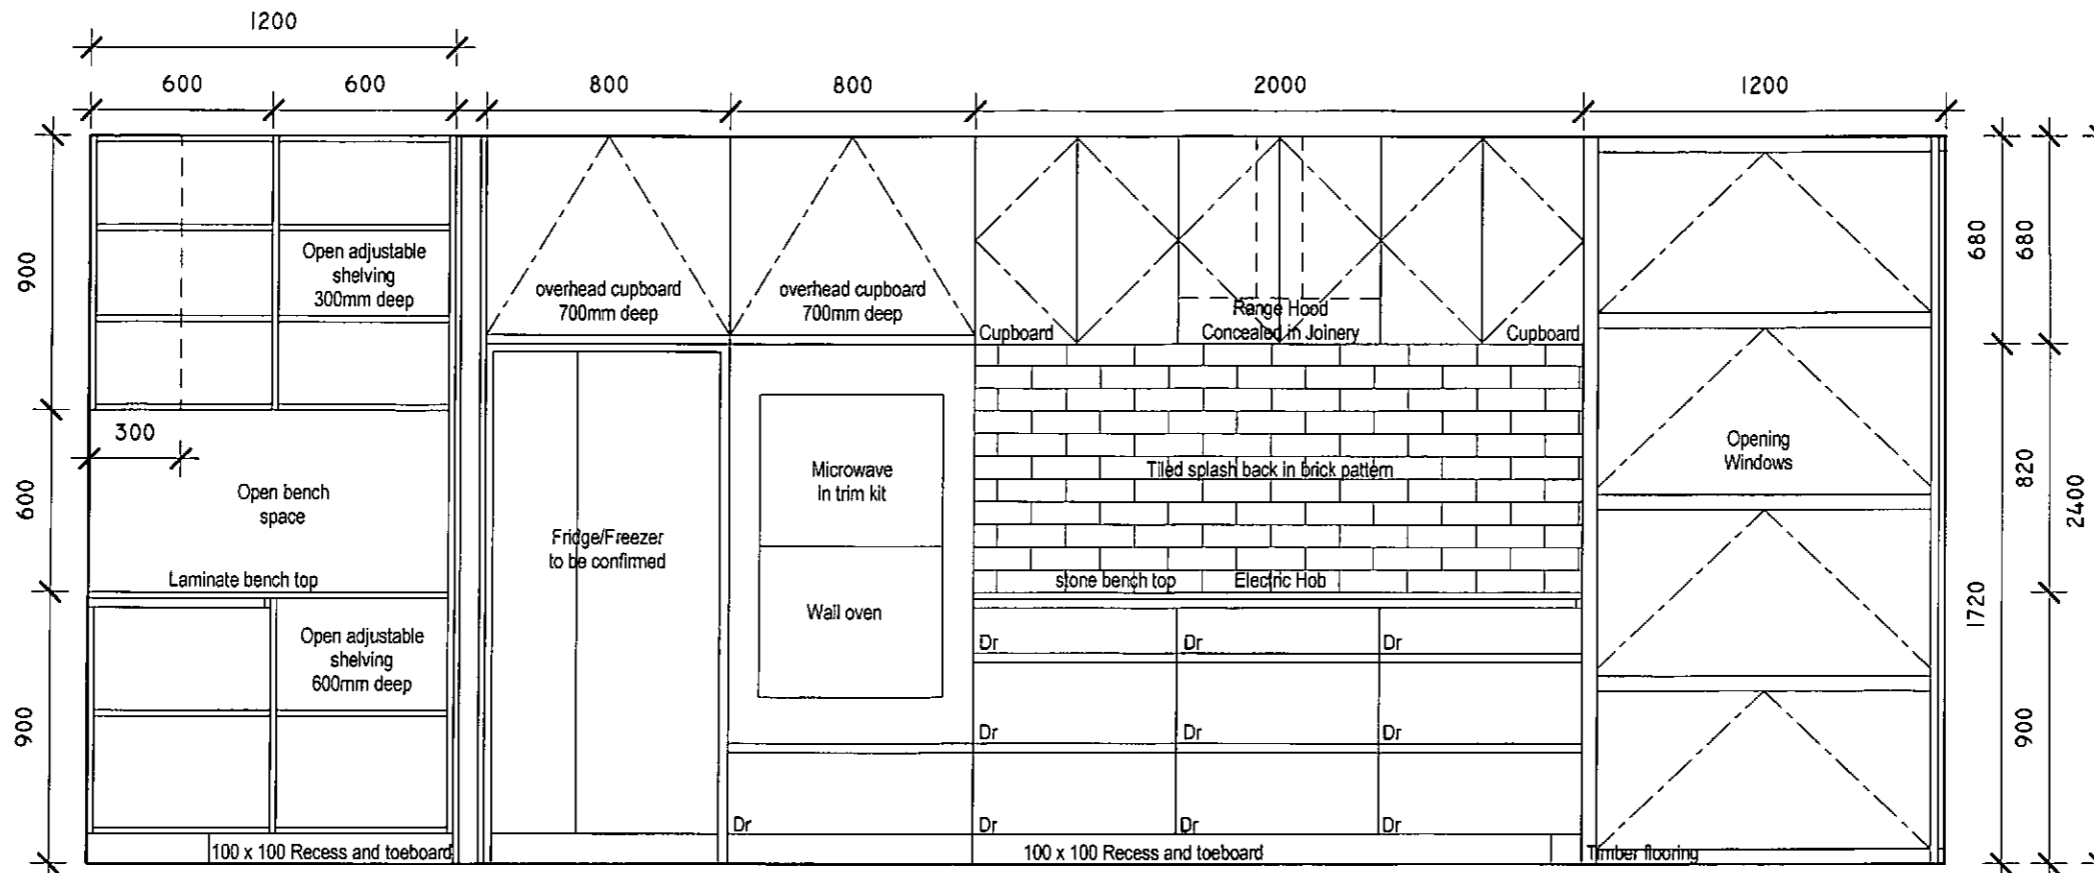 1200
600
600
800
800
2000
1200
900
600
900
300
680
680
820
2400
1720
900
Open adjustable
shelving
300mm deep
overhead cupboard
700mm deep
overhead cupboard
700mm deep
Cupboard
Range Hood
Concealed in Joinery
Cupboard
Open bench
space
Microwave
In trim kit
Tiled splash back in brick pattern
Opening
Windows
Fridge/Freezer
to be confirmed
Laminate bench top
stone bench top
Electric Hob
Wall oven
Open adjustable
shelving
600mm deep
Dr
Dr
Dr
Dr
Dr
Dr
Dr
Dr
Dr
Dr
100 x 100 Recess and toeboard
100 x 100 Recess and toeboard
Timber flooring